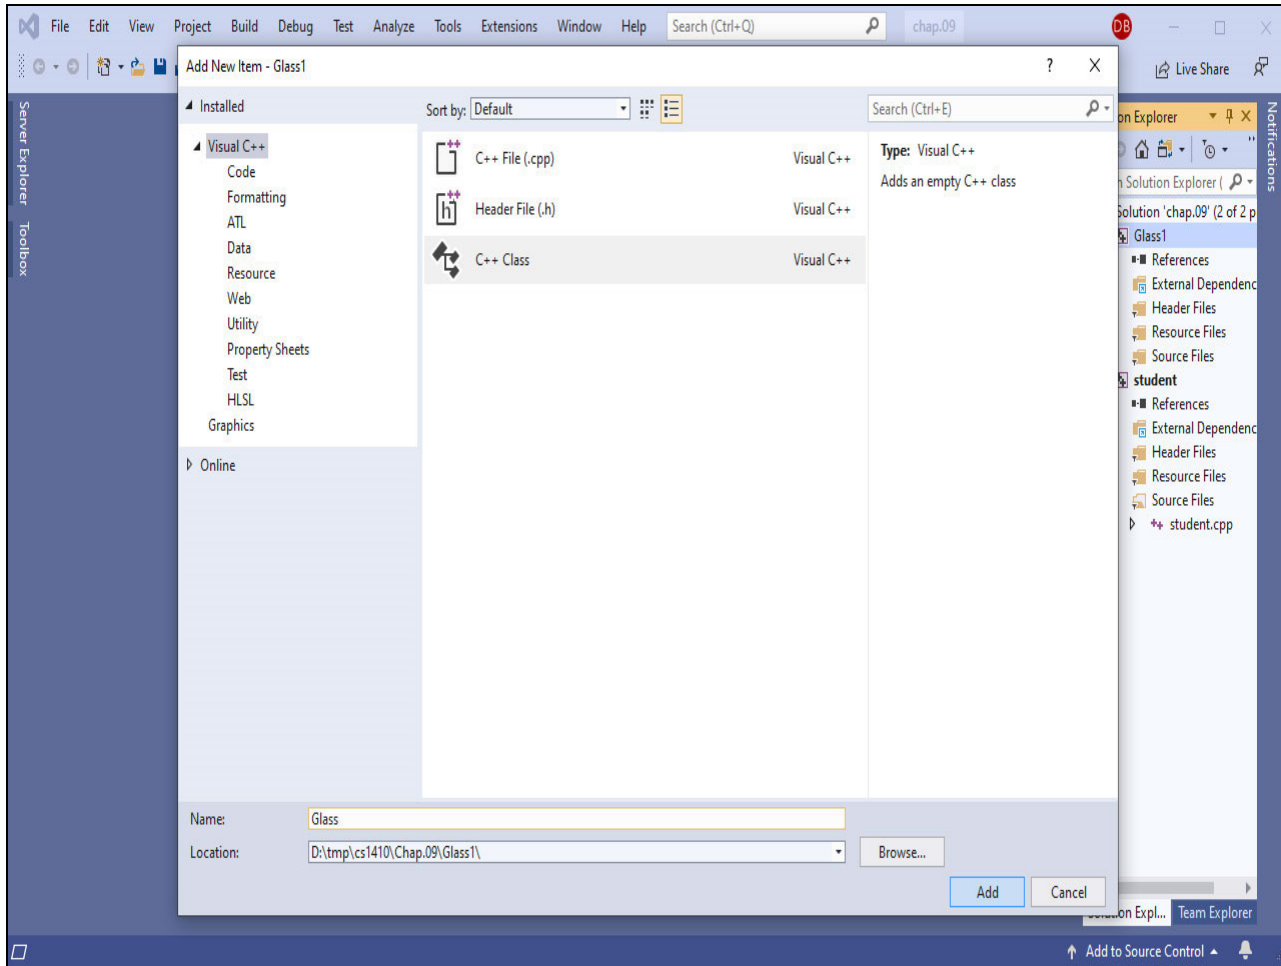 File Edit View Project Build Debug Test Analyze Tools Extensions Window Help Search (Ctrl+Q) chap.09 DB
Live Share
Server Explorer
Toolbox
Add New Item - Glass1 ? X
Installed
Visual C++
Code
Formatting
ATL
Data
Resource
Web
Utility
Property Sheets
Test
HLSL
Graphics
Online
Sort by: Default
C++ File (.cpp) Visual C++
Header File (.h) Visual C++
C++ Class Visual C++
Search (Ctrl+E)
Type: Visual C++
Adds an empty C++ class
Name: Glass
Location: D:\tmp\cs1410\Chap.09\Glass1\ Browse...
Add Cancel
on Explorer
Solution Explorer (
Solution 'chap.09' (2 of 2 p
Glass1
References
External Dependenc
Header Files
Resource Files
Source Files
student
References
External Dependenc
Header Files
Resource Files
Source Files
++ student.cpp
Notifications
Solution Expl... Team Explorer
Add to Source Control